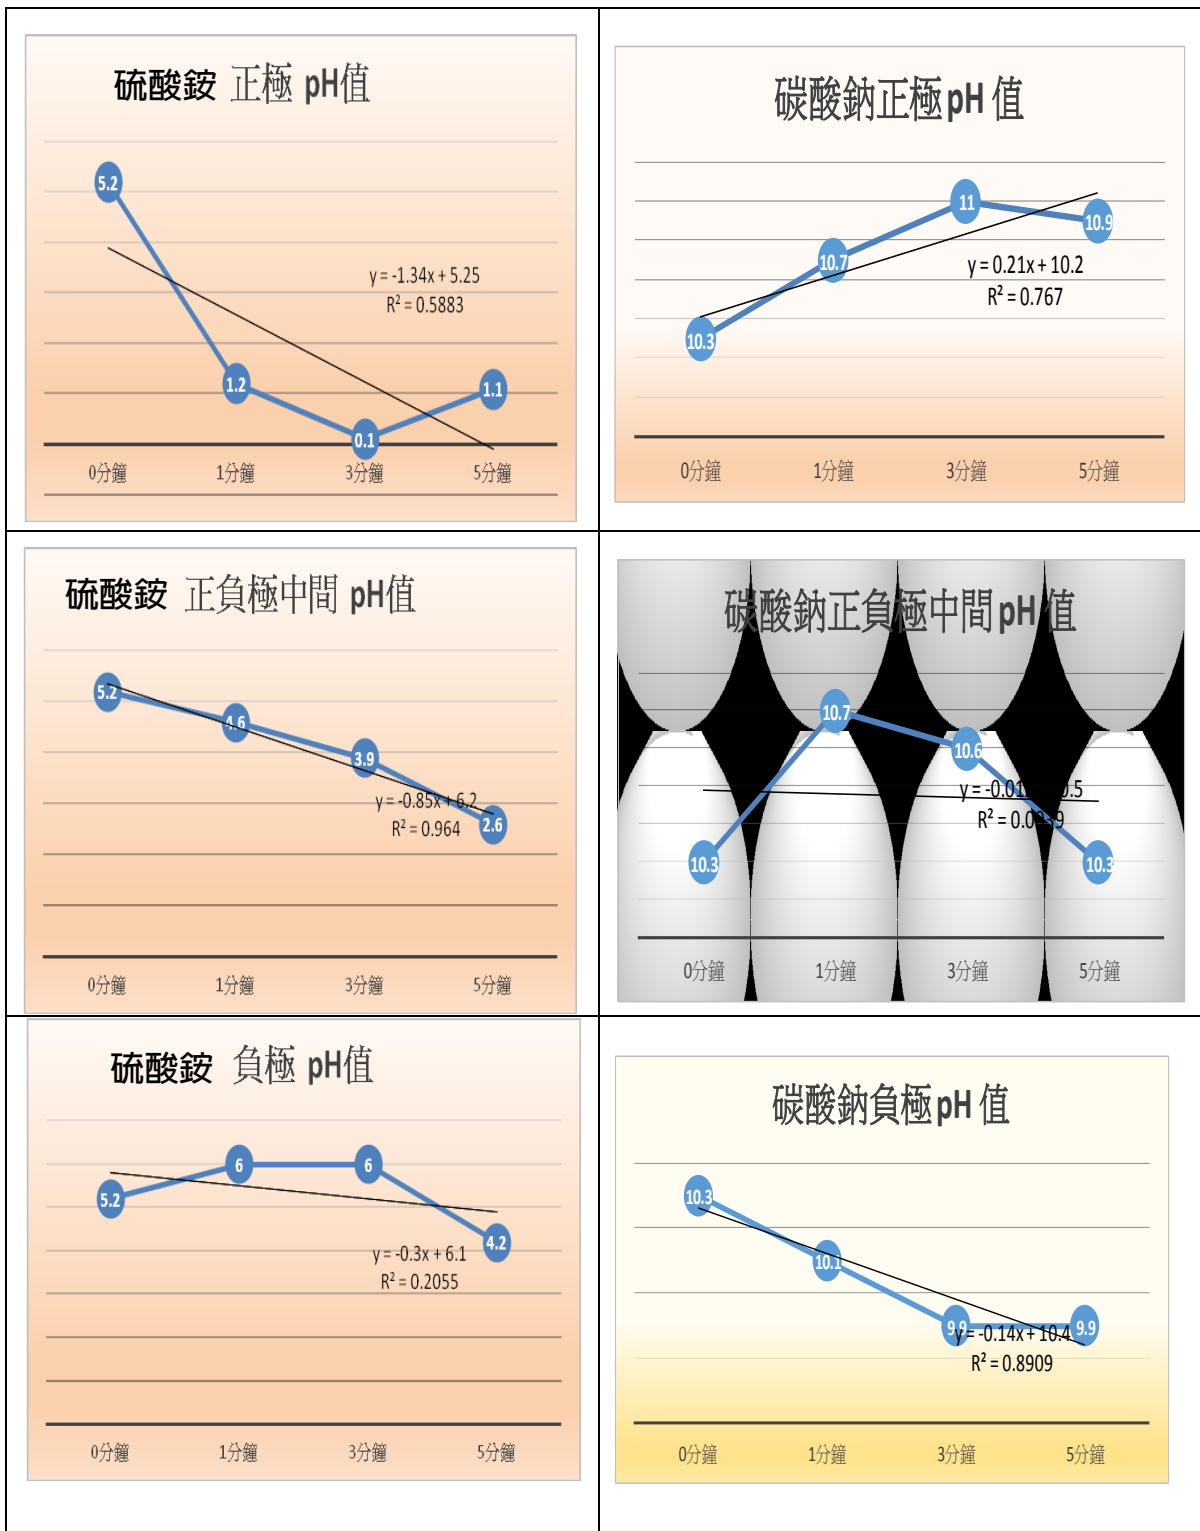 硫酸銨 正極 pH值
5.2
1.2
0.1
1.1
y = -1.34x + 5.25
R² = 0.5883
0分鐘 1分鐘 3分鐘 5分鐘
碳酸鈉正極pH 值
10.3
10.7
11
10.9
y = 0.21x + 10.2
R² = 0.767
0分鐘 1分鐘 3分鐘 5分鐘
硫酸銨 正負極中間 pH值
5.2
4.6
3.9
2.6
y = -0.85x + 6.2
R² = 0.964
0分鐘 1分鐘 3分鐘 5分鐘
碳酸鈉正負極中間pH 值
10.3
10.7
10.6
10.3
y = 
R² = 
0分鐘 1分鐘 3分鐘 5分鐘
硫酸銨 負極 pH值
5.2
6
6
4.2
y = -0.3x + 6.1
R² = 0.2055
0分鐘 1分鐘 3分鐘 5分鐘
碳酸鈉負極pH 值
10.3
10.1
9.9
9.9
y = -0.14x + 10.4
R² = 0.8909
0分鐘 1分鐘 3分鐘 5分鐘